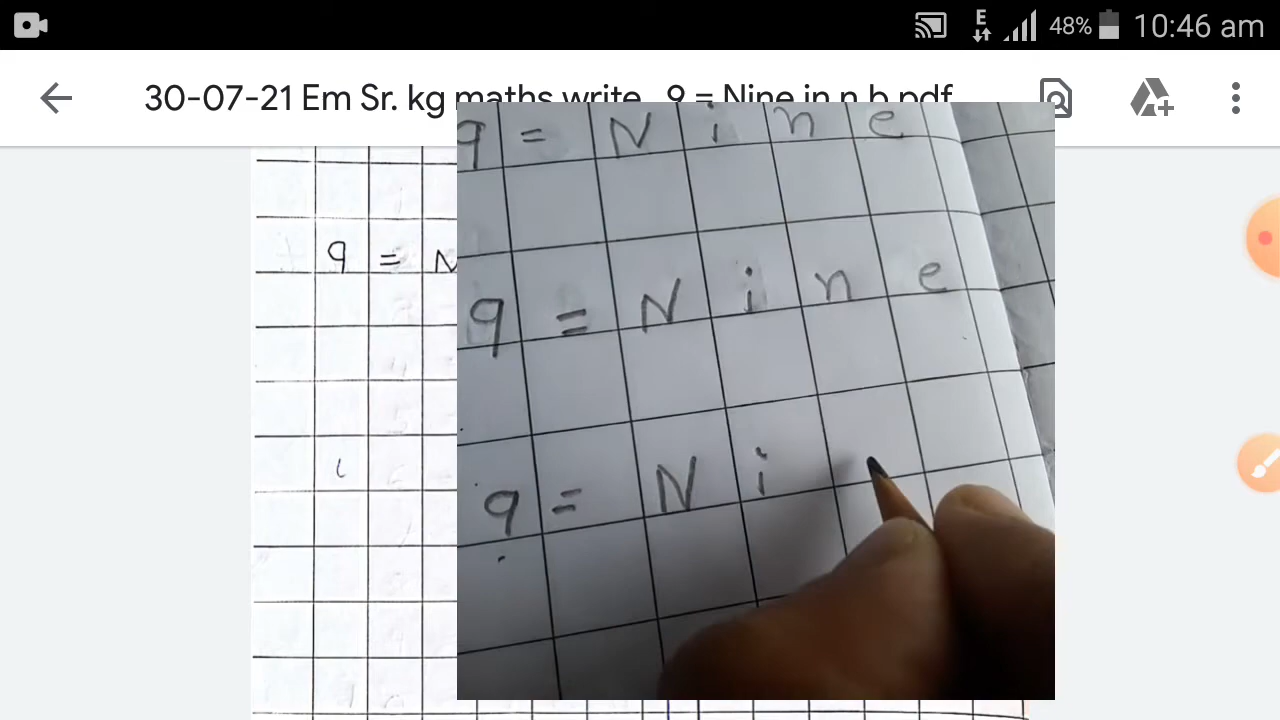 E 48% 10:46 am
30-07-21 Em Sr. kg maths write 9 = Nine in n.b.pdf
9 = N
9 = Nine
9 = Nine
9 = Ni